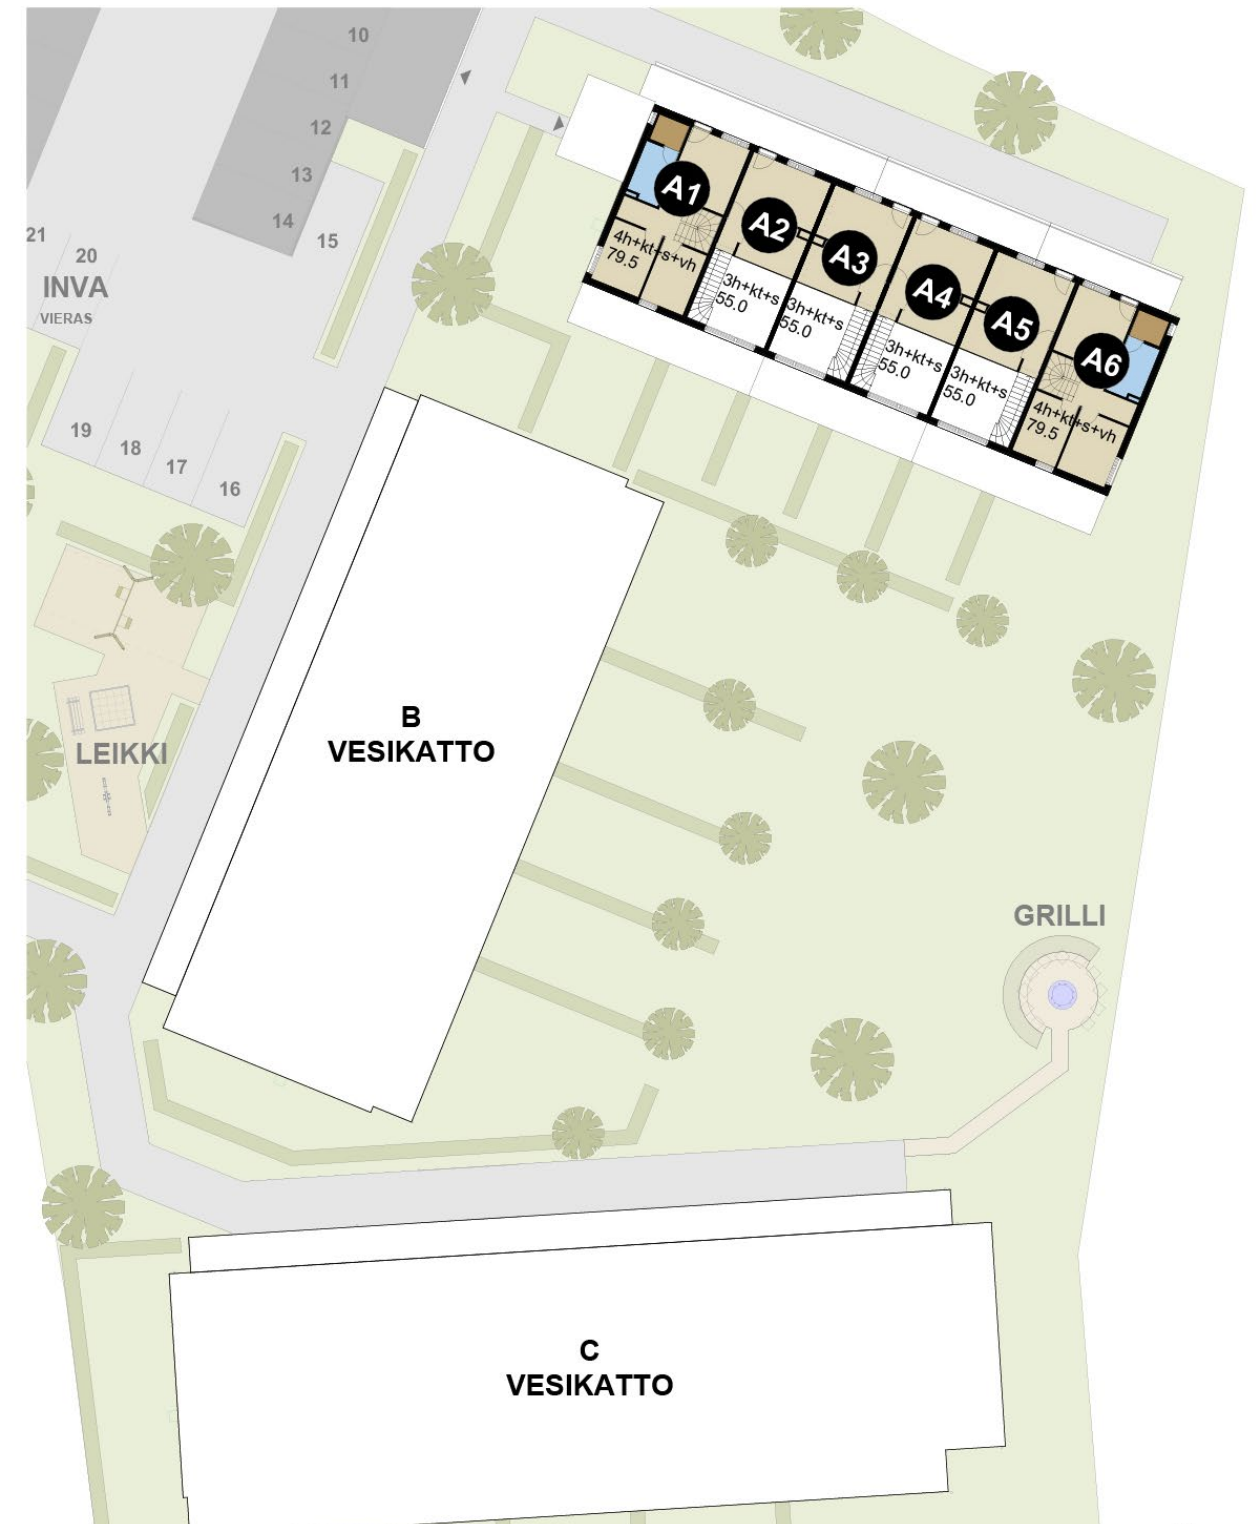 10
11
12
13
14
15
21
20
INVA
VIERAS
19
18
17
16
A1
A2
A3
A4
A5
A6
4h+kt+s+vh
79.5
3h+kt+s
55.0
3h+kt+s
55.0
3h+kt+s
55.0
3h+kt+s
55.0
4h+kt+s+vh
79.5
LEIKKI
B
VESIKATTO
GRILLI
C
VESIKATTO